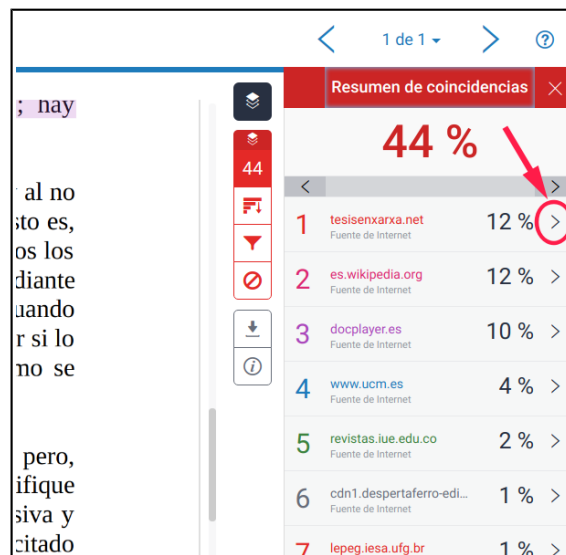 1 de 1
; hay
al no
sto es,
os los
diante
uando
r si lo
mo se
pero,
ifique
siva y
citado
44
Resumen de coincidencias
44 %
1 tesisenxarxa.net 12 %
Fuente de Internet
2 es.wikipedia.org 12 %
Fuente de Internet
3 docplayer.es 10 %
Fuente de Internet
4 www.ucm.es 4 %
Fuente de Internet
5 revistas.iue.edu.co 2 %
Fuente de Internet
6 cdn1.despertaferro-edi... 1 %
Fuente de Internet
7 lepeg.iesa.ufg.br 1 %